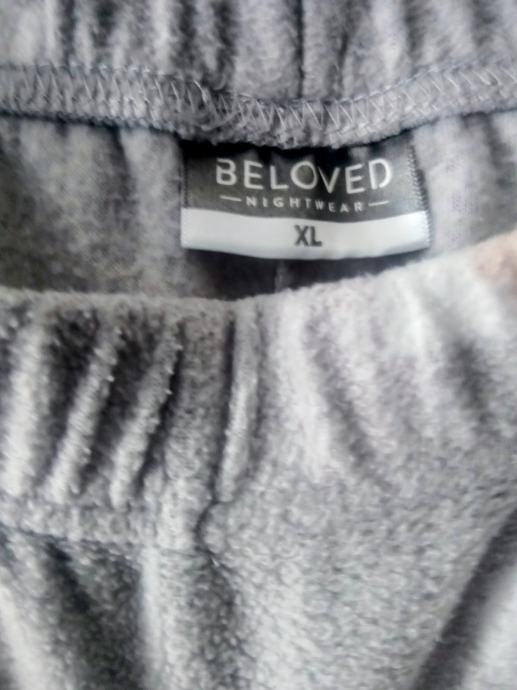 BELOVED
— NIGHTWEAR —
XL